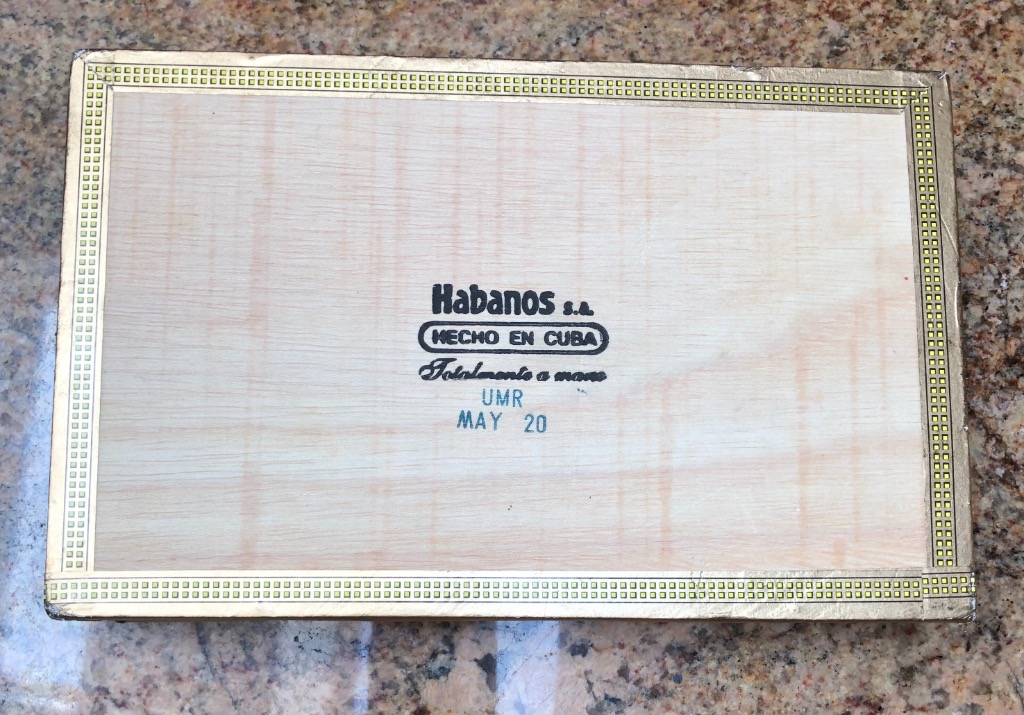 Habanos s.a.
HECHO EN CUBA
Totalmente a mano
UMR
MAY 20